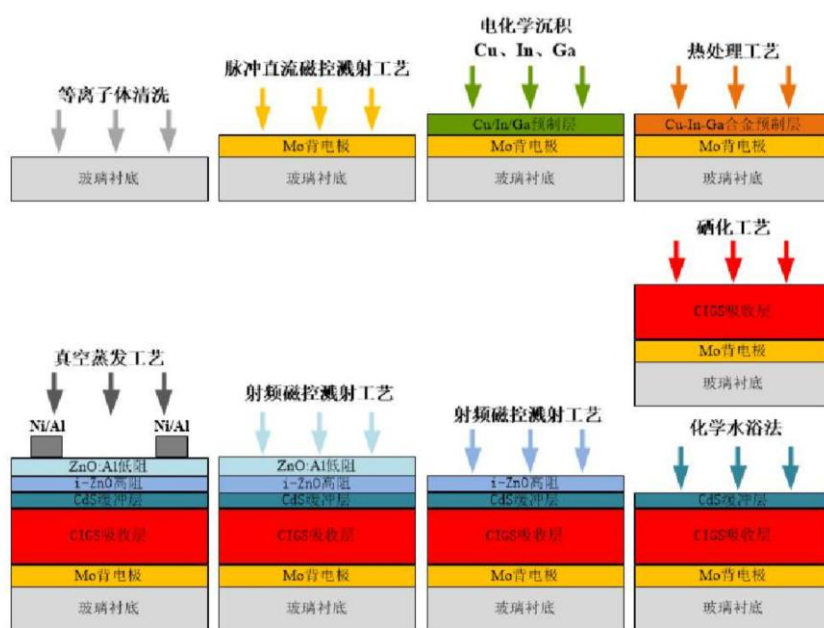 等离子体清洗
玻璃衬底
脉冲直流磁控溅射工艺
Mo背电极
玻璃衬底
电化学沉积
Cu、In、Ga
Cu/In/Ga预制层
Mo背电极
玻璃衬底
热处理工艺
Cu-In-Ga合金预制层
Mo背电极
玻璃衬底
硒化工艺
CIGS吸收层
Mo背电极
玻璃衬底
真空蒸发工艺
Ni/Al
Ni/Al
ZnO:Al低阻
i-ZnO高阻
CdS缓冲层
CIGS吸收层
Mo背电极
玻璃衬底
射频磁控溅射工艺
ZnO:Al低阻
i-ZnO高阻
CdS缓冲层
CIGS吸收层
Mo背电极
玻璃衬底
射频磁控溅射工艺
i-ZnO高阻
CdS缓冲层
CIGS吸收层
Mo背电极
玻璃衬底
化学水浴法
CdS缓冲层
CIGS吸收层
Mo背电极
玻璃衬底